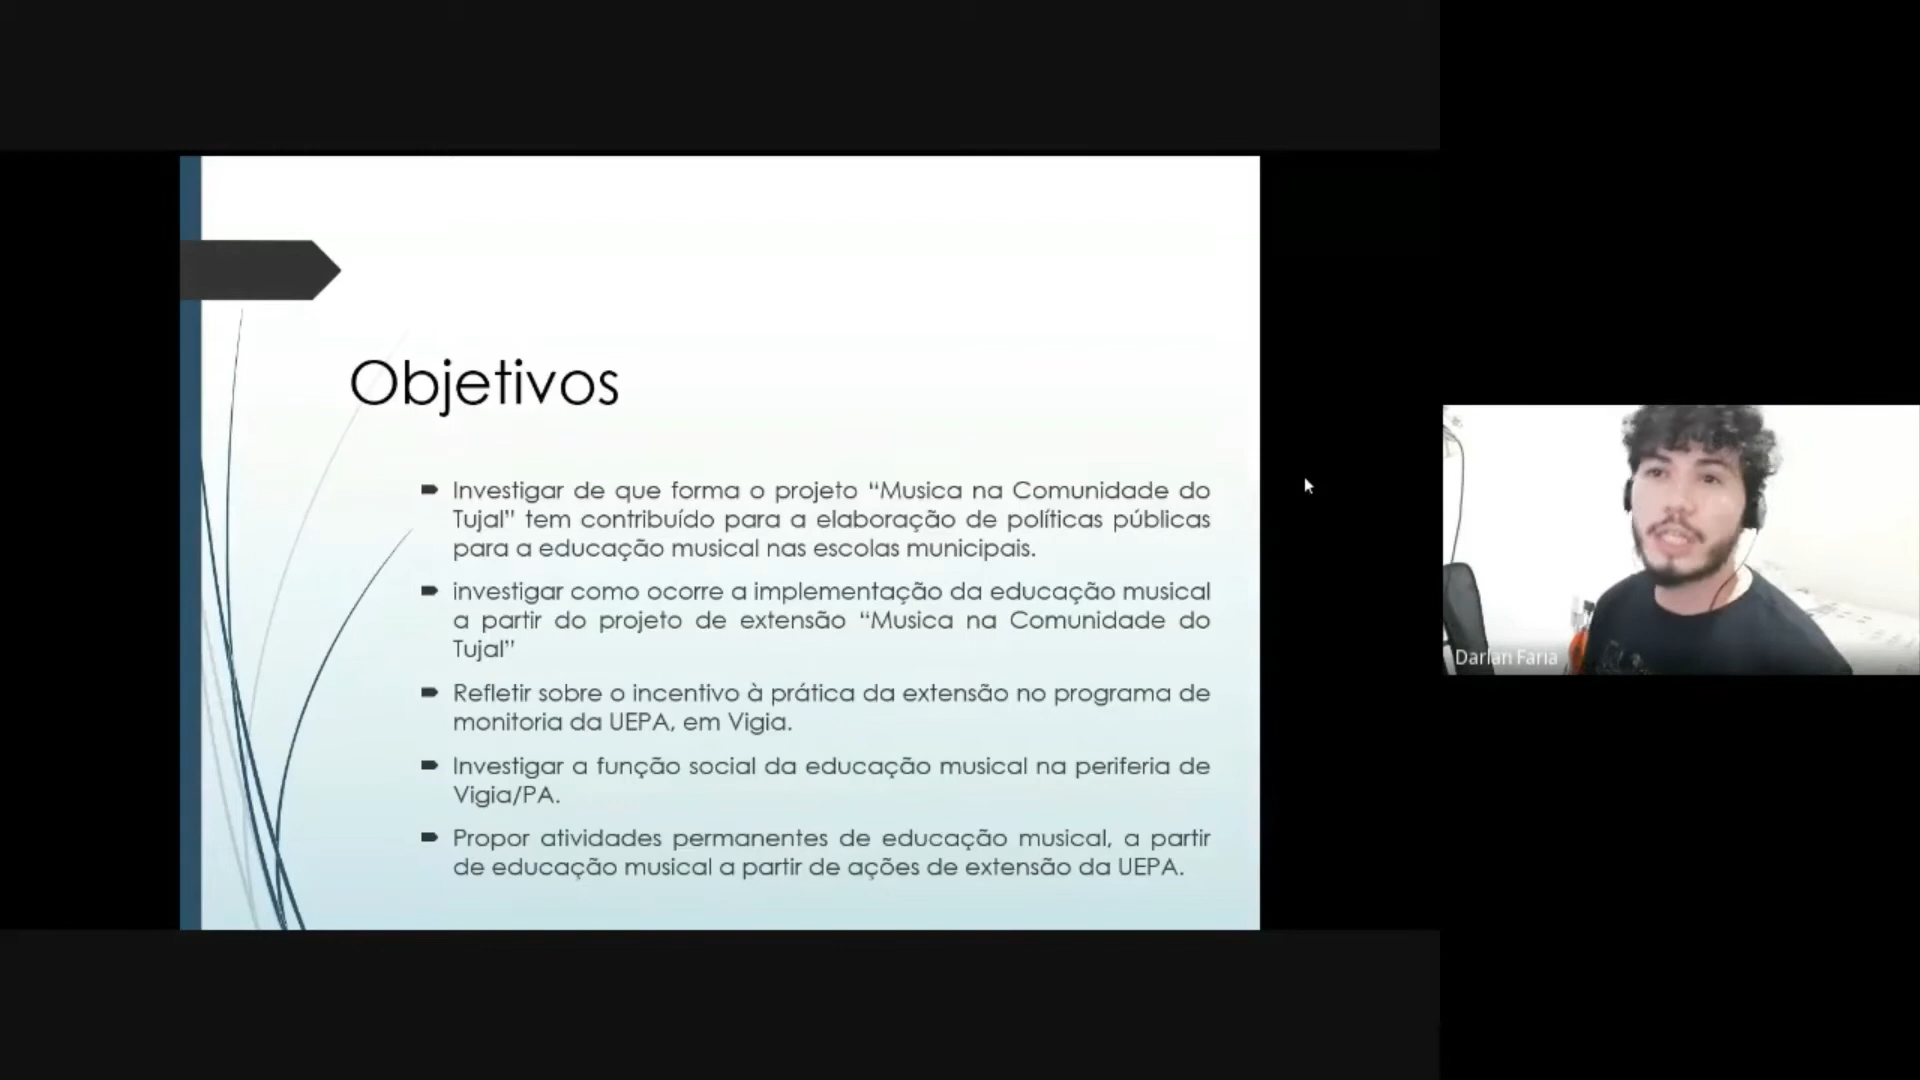 Objetivos
Investigar de que forma o projeto “Musica na Comunidade do
Tujal” tem contribuído para a elaboração de políticas públicas
para a educação musical nas escolas municipais.
investigar como ocorre a implementação da educação musical
a partir do projeto de extensão “Musica na Comunidade do
Tujal”
Refletir sobre o incentivo à prática da extensão no programa de
monitoria da UEPA, em Vigia.
Investigar a função social da educação musical na periferia de
Vigia/PA.
Propor atividades permanentes de educação musical, a partir
de educação musical a partir de ações de extensão da UEPA.
Darlan Faria